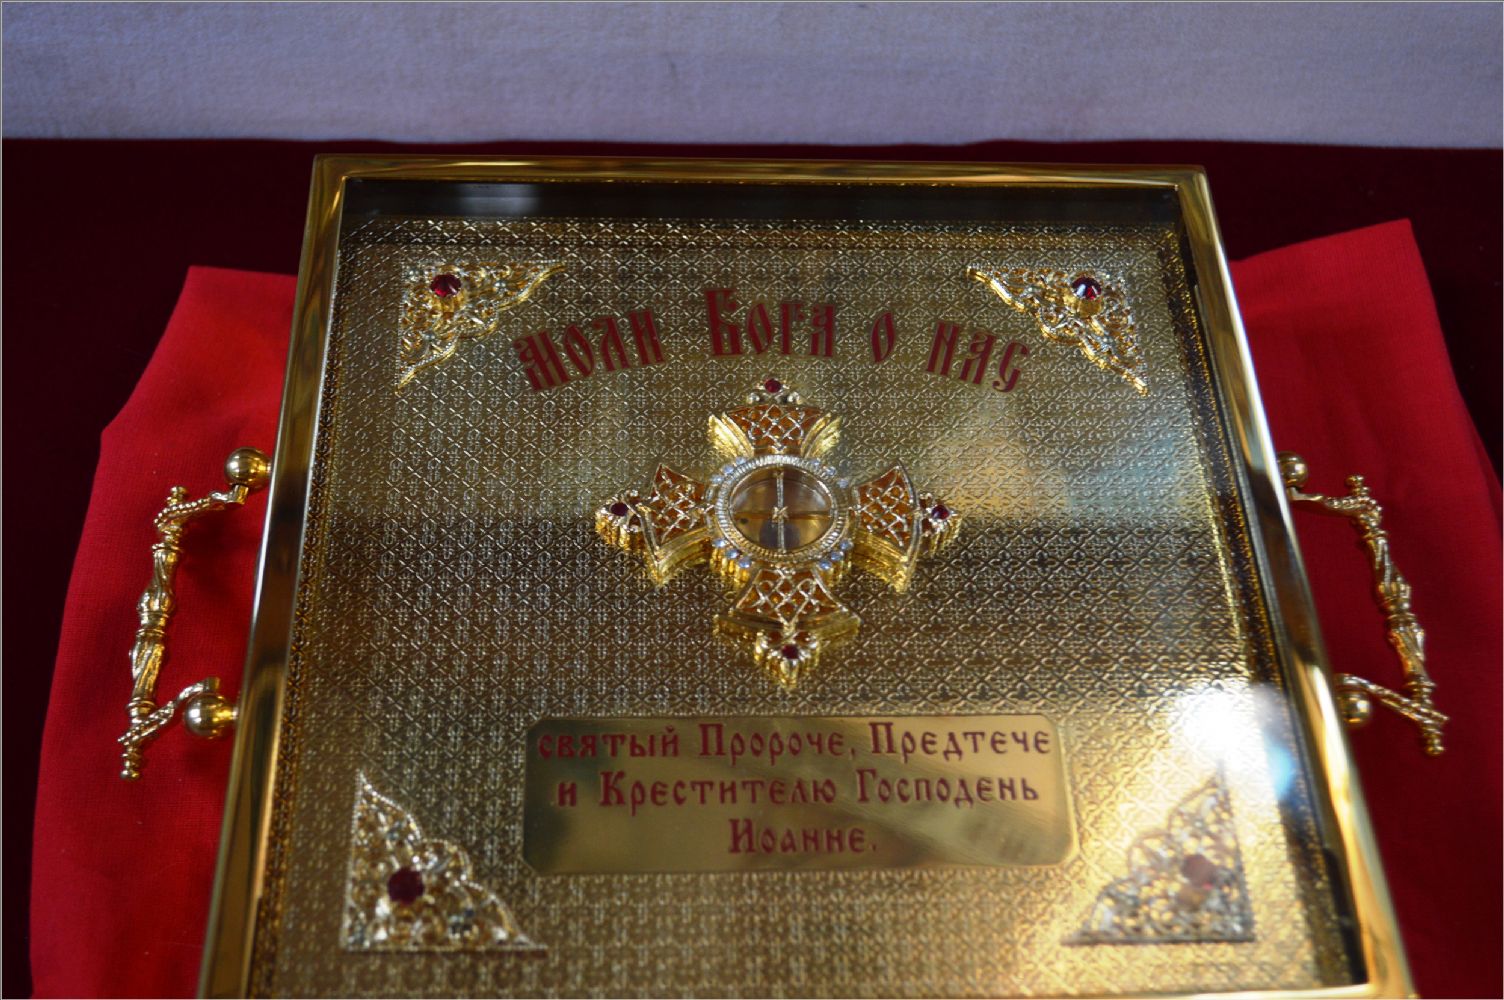 моли Бога о нас
святый Пророче, Предтече
и Крестителю Господень
Иоанне.